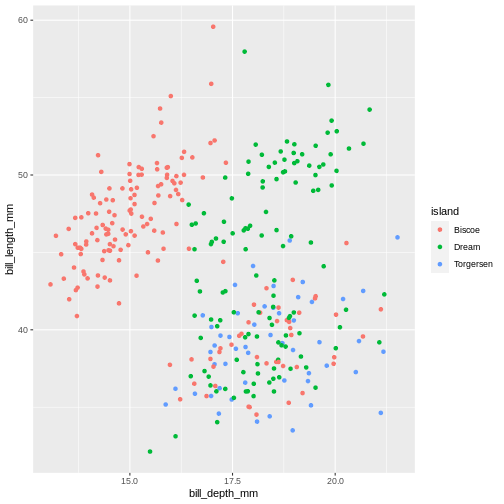 60
50
40
bill_length_mm
15.0
17.5
20.0
bill_depth_mm
island
Biscoe
Dream
Torgersen